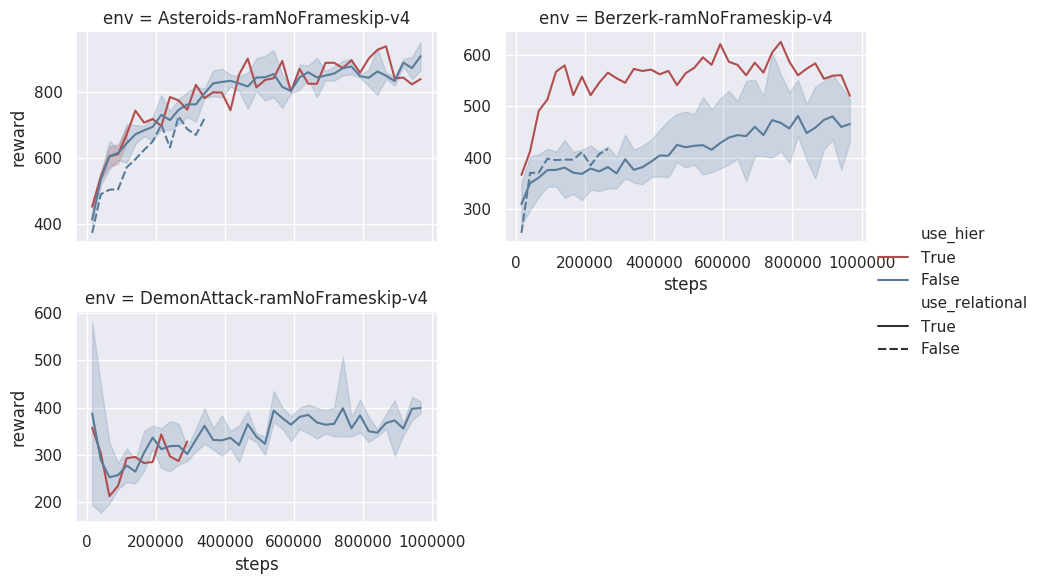 env = Asteroids-ramNoFrameskip-v4
800
600
400
reward
env = Berzerk-ramNoFrameskip-v4
600
500
400
300
0
200000
400000
600000
800000
1000000
steps
env = DemonAttack-ramNoFrameskip-v4
600
500
400
300
200
reward
0
200000
400000
600000
800000
1000000
steps
use_hier
True
False
use_relational
True
False